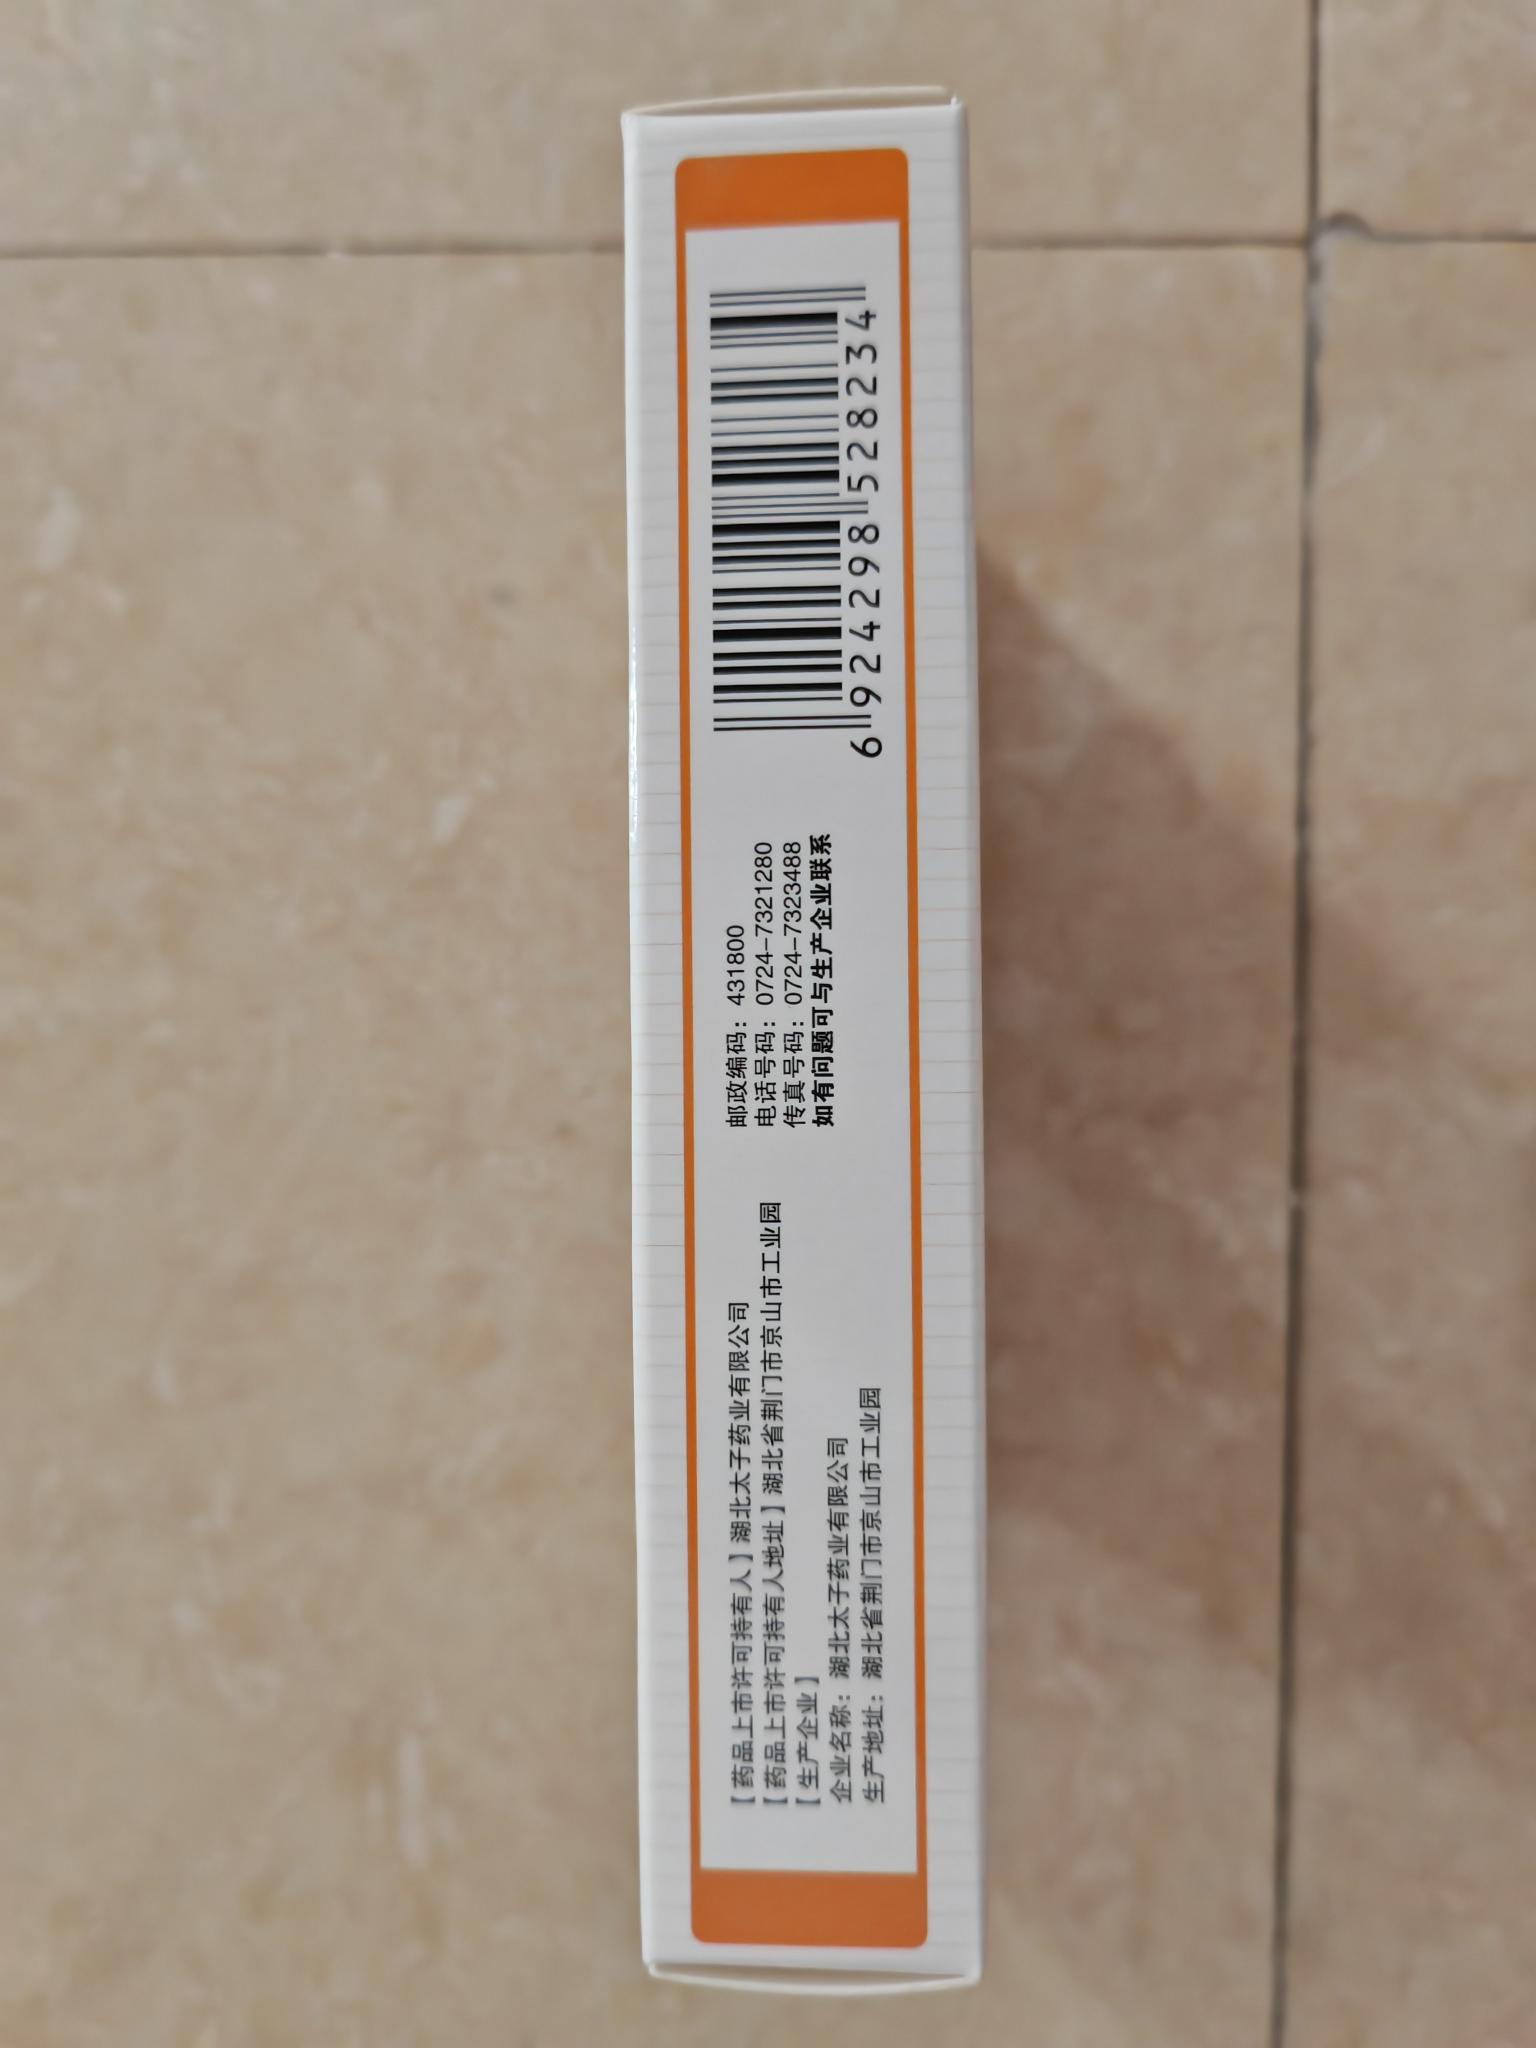 【药品上市许可持有人】湖北太子药业有限公司
【药品上市许可持有人地址】湖北省荆门市京山市工业园
【生产企业】
企业名称：湖北太子药业有限公司
生产地址：湖北省荆门市京山市工业园
邮政编码：431800
电话号码：0724-7321280
传真号码：0724-7323488
如有问题可与生产企业联系
6 924298 528234